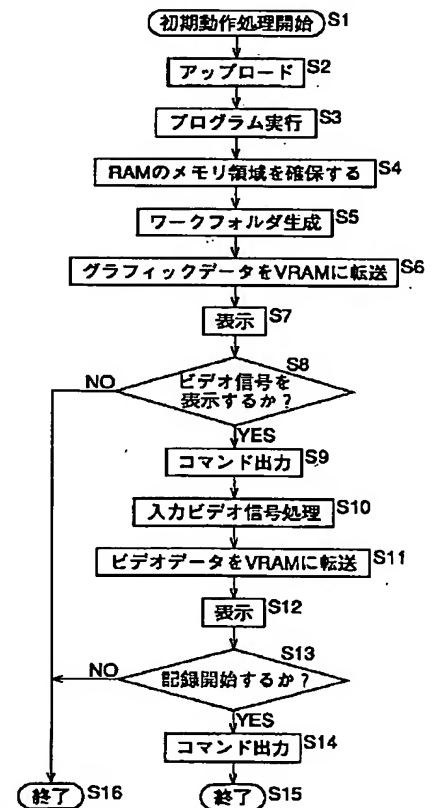 初期動作処理開始 S1
アップロード S2
プログラム実行 S3
RAMのメモリ領域を確保する S4
ワークフォルダ生成 S5
グラフィックデータをVRAMに転送 S6
表示 S7
S8
NO
ビデオ信号を
表示するか？
YES
コマンド出力 S9
入力ビデオ信号処理 S10
ビデオデータをVRAMに転送 S11
表示 S12
S13
NO
記録開始するか？
YES
コマンド出力 S14
終了 S16
終了 S15